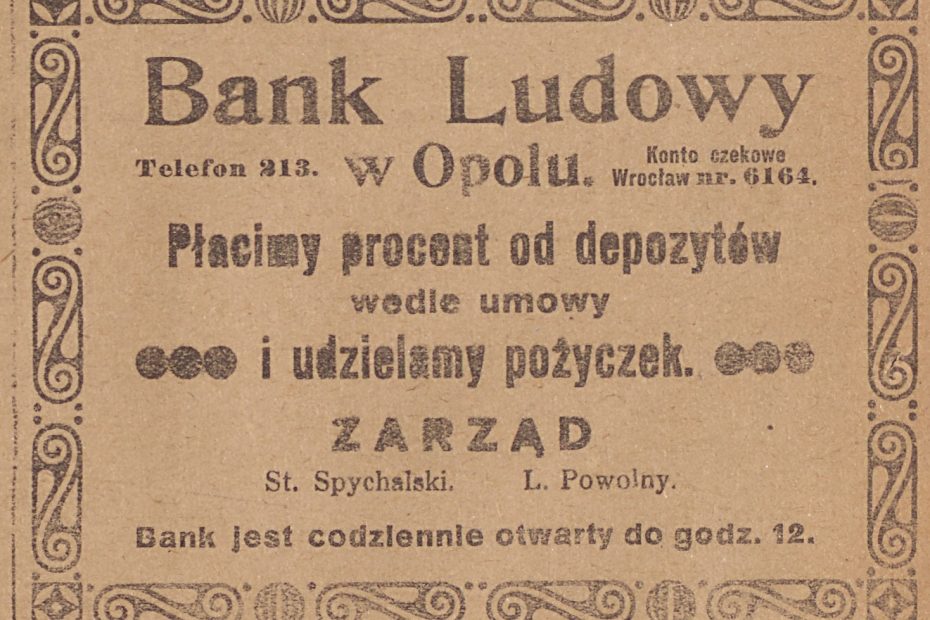 Bank Ludowy
Telefon 213. w Opolu. Konto czekowe
Wrocław nr. 6164.
Płacimy procent od depozytów
wedle umowy
i udzielamy pożyczek.
ZARZĄD
St. Spychalski. L. Powolny.
Bank jest codziennie otwarty do godz. 12.